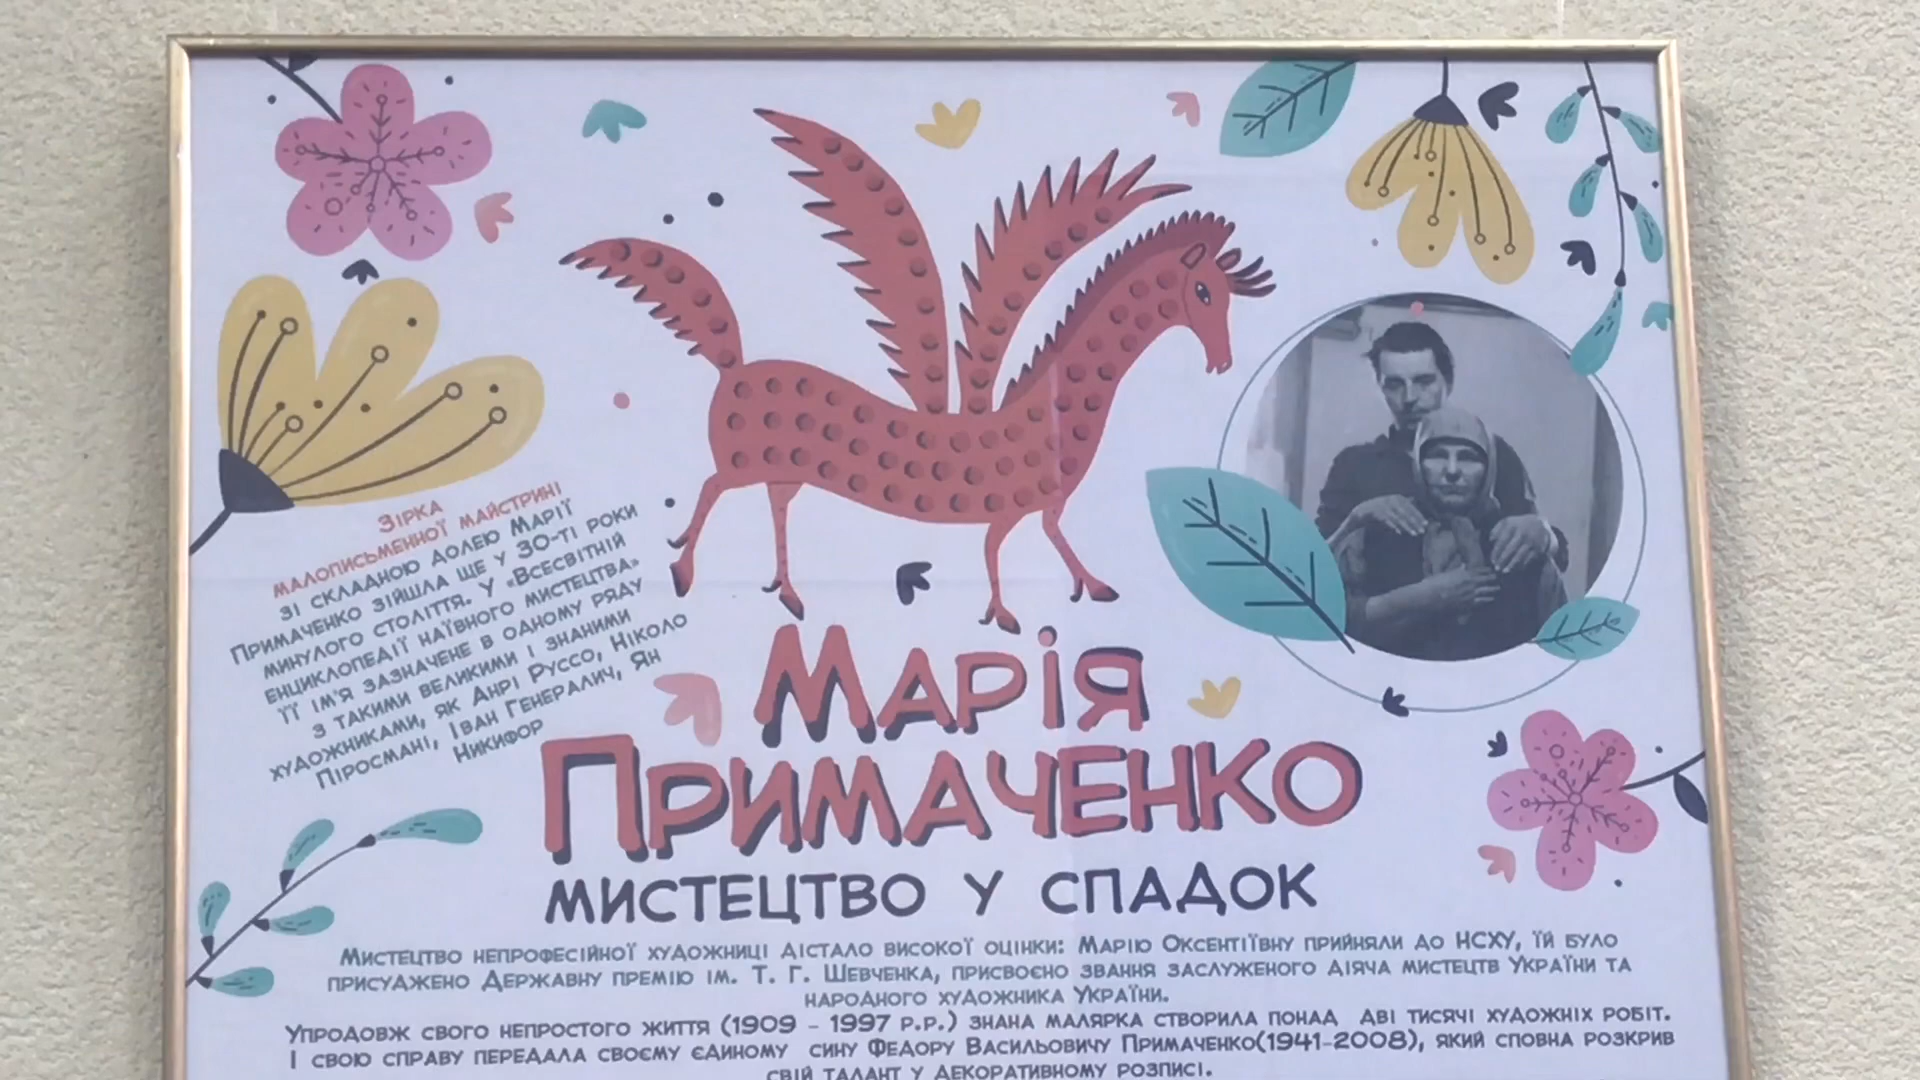 Зірка
малописьменної майстрині
зі складною долею Марії
Примаченко зійшла ще у 30-ті роки
минулого століття. У «Всесвітній
енциклопедії наївного мистецтва»
її ім'я зазначене в одному ряду
з такими великими і знаними
художниками, як Анрі Руссо, Ніколо
Піросмані, Іван Генералич, Ян
Никифор
Марія
Примаченко
мистецтво у спадок
Мистецтво непрофесійної художниці дістало високої оцінки: Марію Оксентіївну прийняли до НСХУ, їй було
присуджено Державну премію ім. Т. Г. Шевченка, присвоєно звання заслуженого діяча мистецтв України та
народного художника України.
Упродовж свого непростого життя (1909 - 1997 р.р.) знана малярка створила понад дві тисячі художніх робіт.
І свою справу передала своєму єдиному сину Федору Васильовичу Примаченко(1941-2008), який сповна розкрив
свій талант у декоративному розписі.